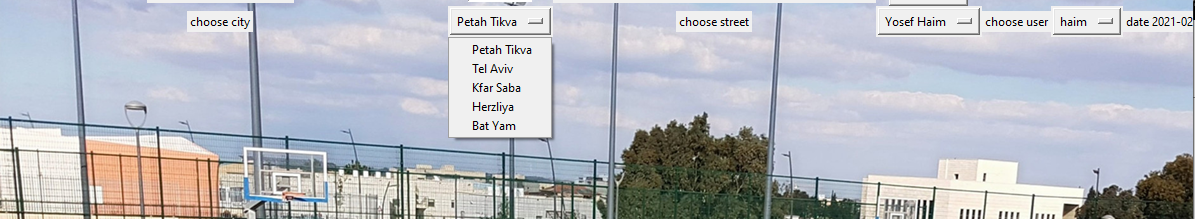 choose city Petah Tikva choose street Yosef Haim choose user haim date 2021-02
Petah Tikva
Tel Aviv
Kfar Saba
Herzliya
Bat Yam